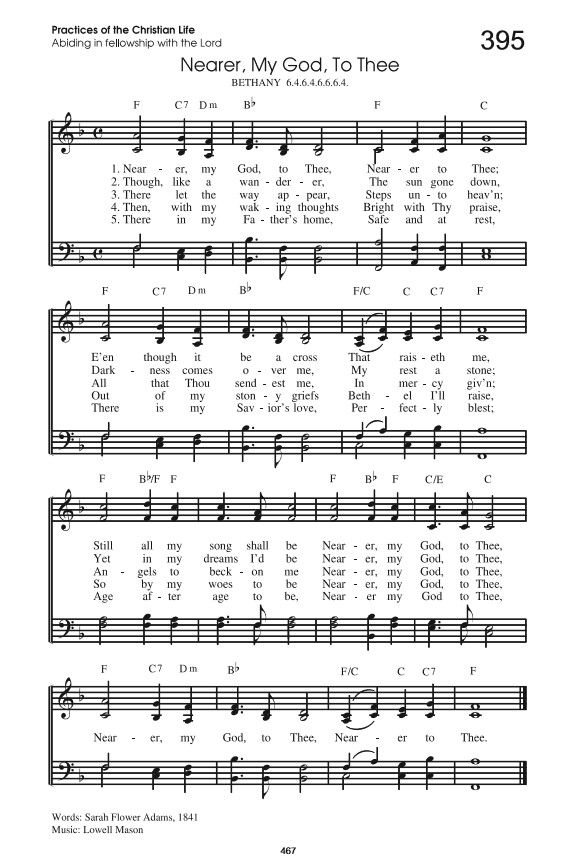 Practices of the Christian Life
Abiding in fellowship with the Lord
395
Nearer, My God, To Thee
BETHANY 6.4.6.4.6.6.6.4.
F C7 Dm B♭ F C
1. Near - er, my God, to Thee, Near - er to Thee;
2. Though, like a wan - der - er, The sun gone down,
3. There let the way ap - pear, Steps un - to heav'n;
4. Then, with my wak - ing thoughts Bright with Thy praise,
5. There in my Fa - ther's home, Safe and at rest,
F C7 Dm B♭ F/C C C7 F
E'en though it be a cross That rais - eth me,
Dark - ness comes o - ver me, My rest a stone;
All that Thou send - est me, In mer - cy giv'n;
Out of my ston - y griefs Beth - el I'll raise,
There is my Sav - ior's love, Per - fect - ly blest;
F B♭/F F F B♭ F C/E C
Still all my song shall be Near - er, my God, to Thee,
Yet in my dreams I'd be Near - er, my God, to Thee,
An - gels to beck - on me Near - er, my God, to Thee,
So by my woes to be Near - er, my God, to Thee,
Age af - ter age to be, Near - er my God to Thee,
F C7 Dm B♭ F/C C C7 F
Near - er, my God, to Thee, Near - er to Thee.
Words: Sarah Flower Adams, 1841
Music: Lowell Mason
467